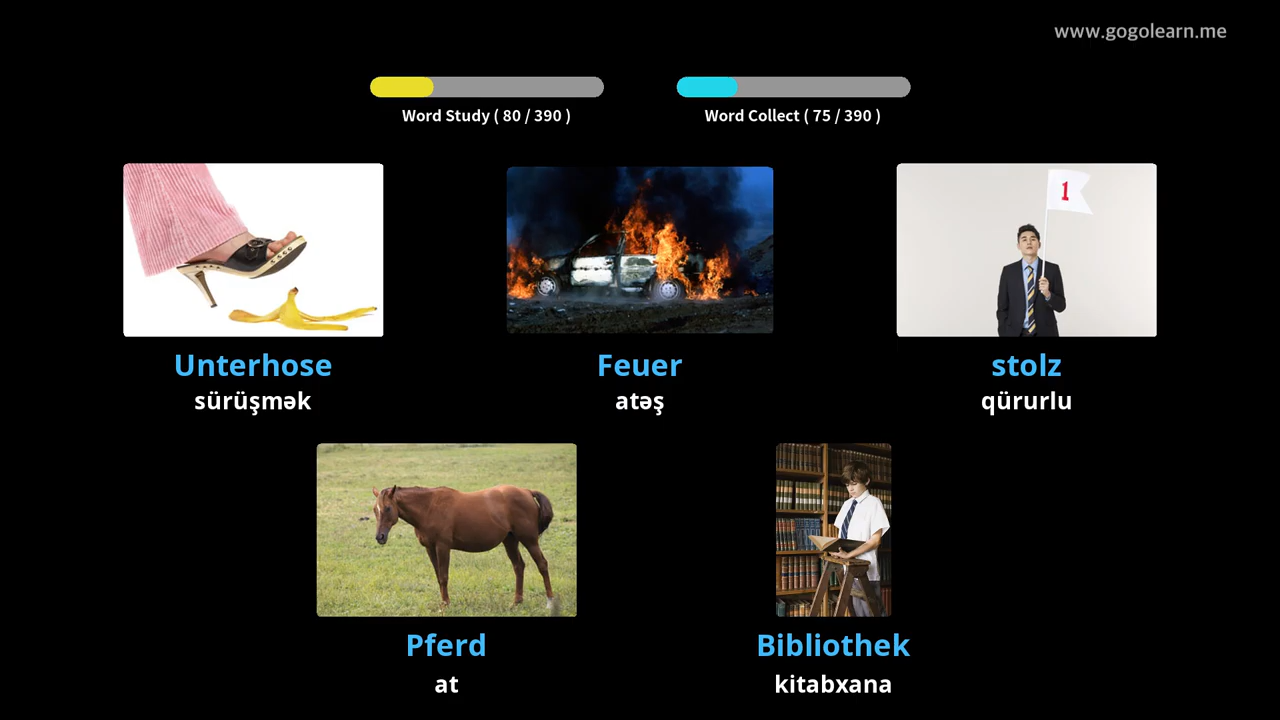 www.gogolearn.me
Word Study ( 80 / 390 )
Word Collect ( 75 / 390 )
Unterhose
sürüşmək
Feuer
atəş
stolz
qürurlu
1
Pferd
at
Bibliothek
kitabxana